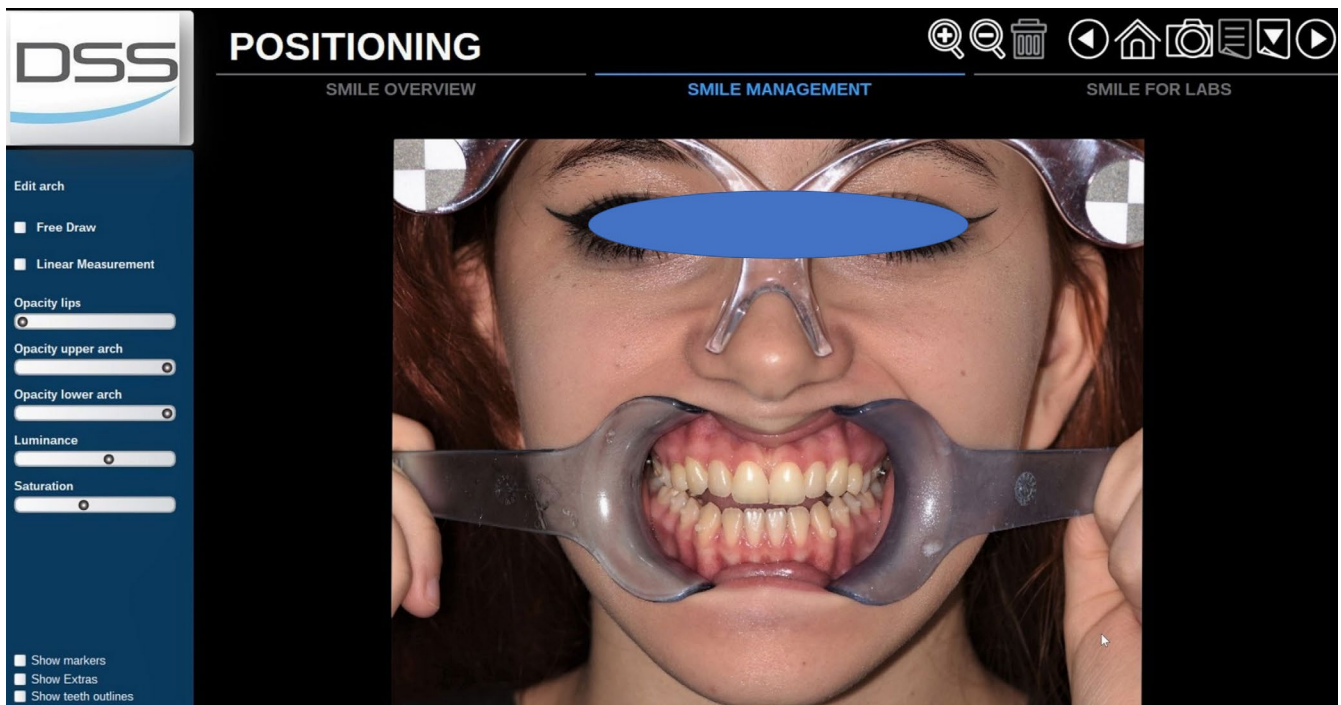 DSS
POSITIONING
SMILE OVERVIEW
SMILE MANAGEMENT
SMILE FOR LABS
Edit arch
Free Draw
Linear Measurement
Opacity lips
Opacity upper arch
Opacity lower arch
Luminance
Saturation
Show markers
Show Extras
Show teeth outlines